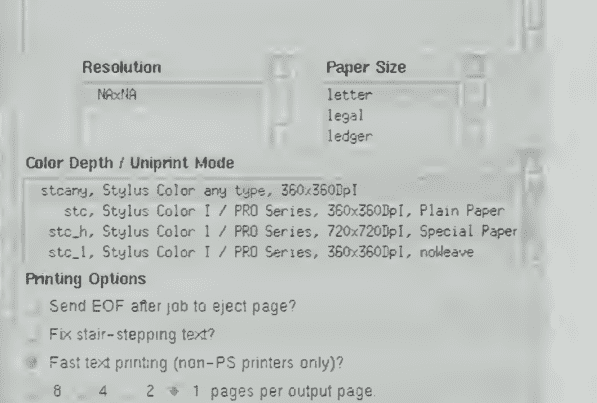 Resolution
Paper Size
NAxNA
letter
legal
ledger
Color Depth / Uniprint Mode
stcany, Stylus Color any type, 360x360DpI
stc, Stylus Color I / PRO Series, 360x360DpI, Plain Paper
stc_h, Stylus Color l / PRO Series, 720x720DpI, Special Paper
stc_l, Stylus Color I / PRO Series, 360x360DpI, noWeave
Printing Options
Send EOF after job to eject page?
Fix stair-stepping text?
Fast text printing (non-PS printers only)?
8 4 2 1 pages per output page.